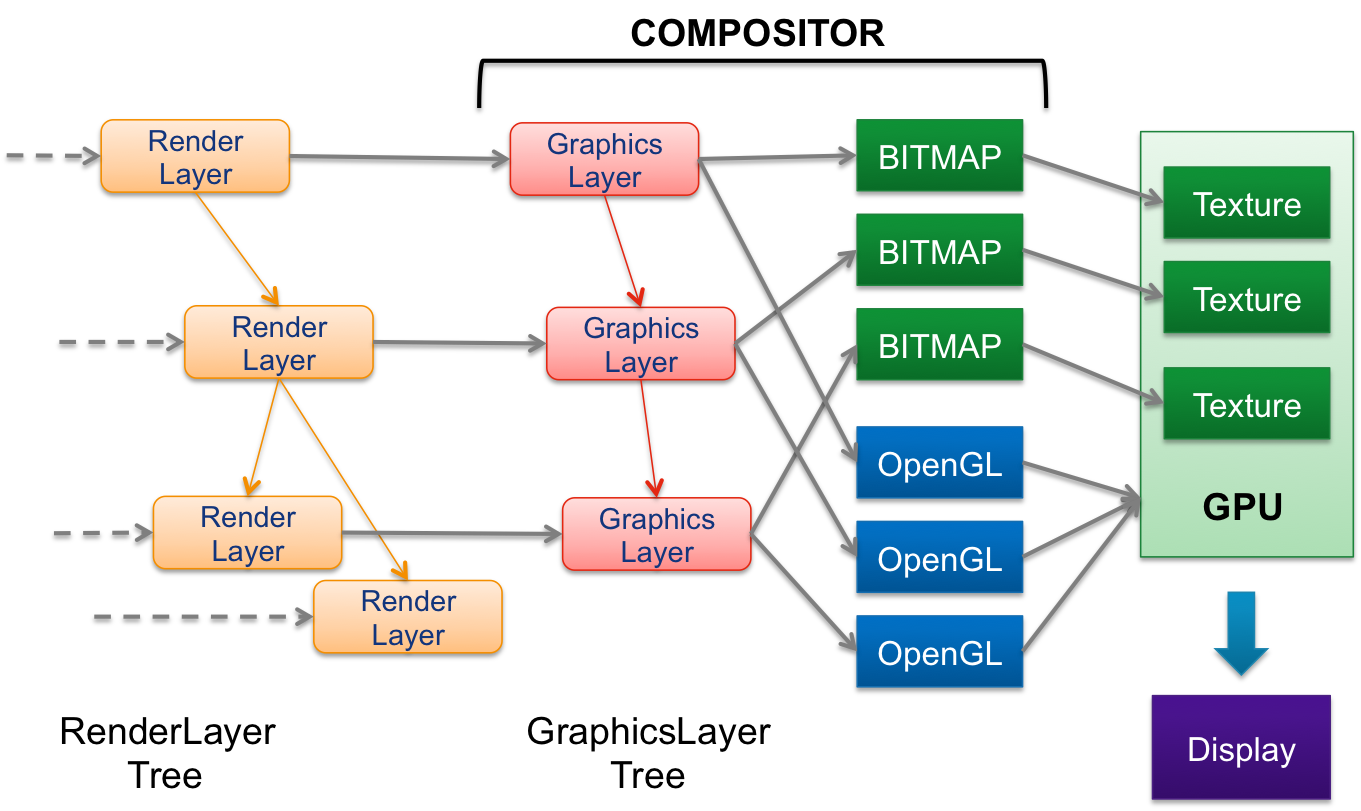 COMPOSITOR
Render
Layer
Graphics
Layer
BITMAP
Texture
BITMAP
Texture
Render
Layer
Graphics
Layer
BITMAP
Texture
OpenGL
GPU
Render
Layer
Graphics
Layer
OpenGL
Render
Layer
OpenGL
RenderLayer
Tree
GraphicsLayer
Tree
Display